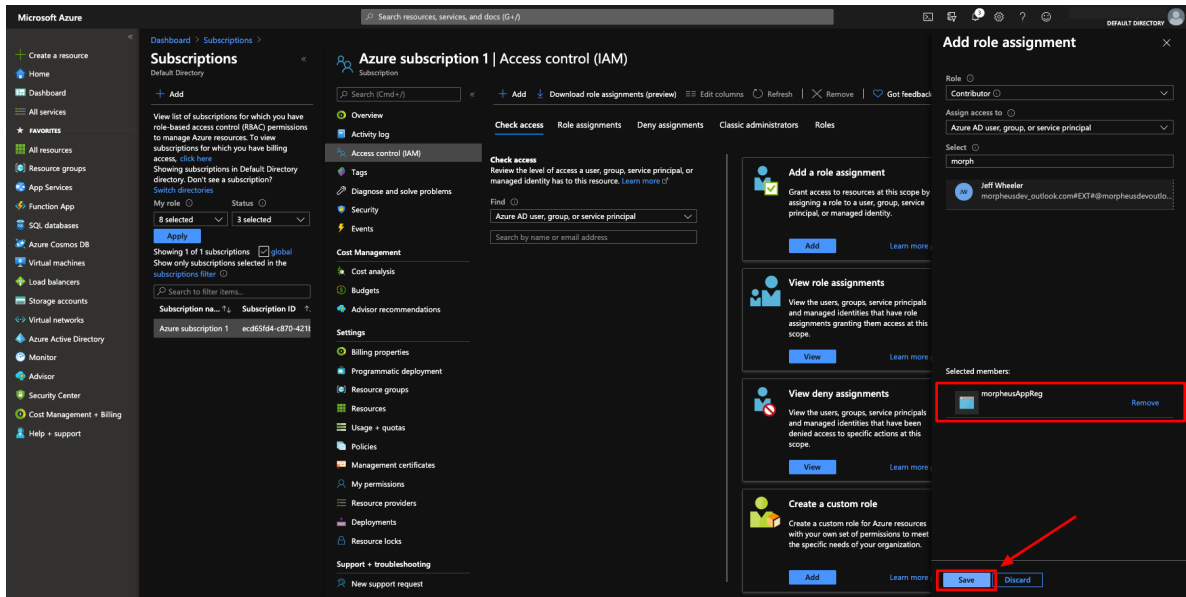 Microsoft Azure
Search resources, services, and docs (G+/)
3
DEFAULT DIRECTORY
Create a resource
Home
Dashboard
All services
FAVORITES
All resources
Resource groups
App Services
Function App
SQL databases
Azure Cosmos DB
Virtual machines
Load balancers
Storage accounts
Virtual networks
Azure Active Directory
Monitor
Advisor
Security Center
Cost Management + Billing
Help + support
Dashboard > Subscriptions >
Subscriptions
Default Directory
Add
View list of subscriptions for which you have
role-based access control (RBAC) permissions
to manage Azure resources. To view
subscriptions for which you have billing
access, click here
Showing subscriptions in Default Directory
directory. Don't see a subscription?
Switch directories
My role Status
8 selected 3 selected
Apply
Showing 1 of 1 subscriptions global
Show only subscriptions selected in the
subscriptions filter
Search to filter items...
Subscription na... Subscription ID
Azure subscription 1 ecd65fd4-c870-421b
Azure subscription 1 | Access control (IAM)
Subscription
Search (Cmd+/)
Overview
Activity log
Access control (IAM)
Tags
Diagnose and solve problems
Security
Events
Cost Management
Cost analysis
Budgets
Advisor recommendations
Settings
Billing properties
Programmatic deployment
Resource groups
Resources
Usage + quotas
Policies
Management certificates
My permissions
Resource providers
Deployments
Resource locks
Support + troubleshooting
New support request
Add Download role assignments (preview) Edit columns Refresh Remove Got feedback
Check access Role assignments Deny assignments Classic administrators Roles
Check access
Review the level of access a user, group, service principal, or
managed identity has to this resource. Learn more
Find
Azure AD user, group, or service principal
Search by name or email address
Add a role assignment
Grant access to resources at this scope by
assigning a role to a user, group, service
principal, or managed identity.
Add Learn more
View role assignments
View the users, groups, service principals
and managed identities that have role
assignments granting them access at this
scope.
View Learn more
View deny assignments
View the users, groups, service principals
and managed identities that have been
denied access to specific actions at this
scope.
View Learn more
Create a custom role
Create a custom role for Azure resources
with your own set of permissions to meet
the specific needs of your organization.
Add Learn more
Add role assignment
Role
Contributor
Assign access to
Azure AD user, group, or service principal
Select
morph
JW
Jeff Wheeler
morpheusdev_outlook.com#EXT#@morpheusdevoutlo...
Selected members:
morpheusAppReg
Remove
Save Discard